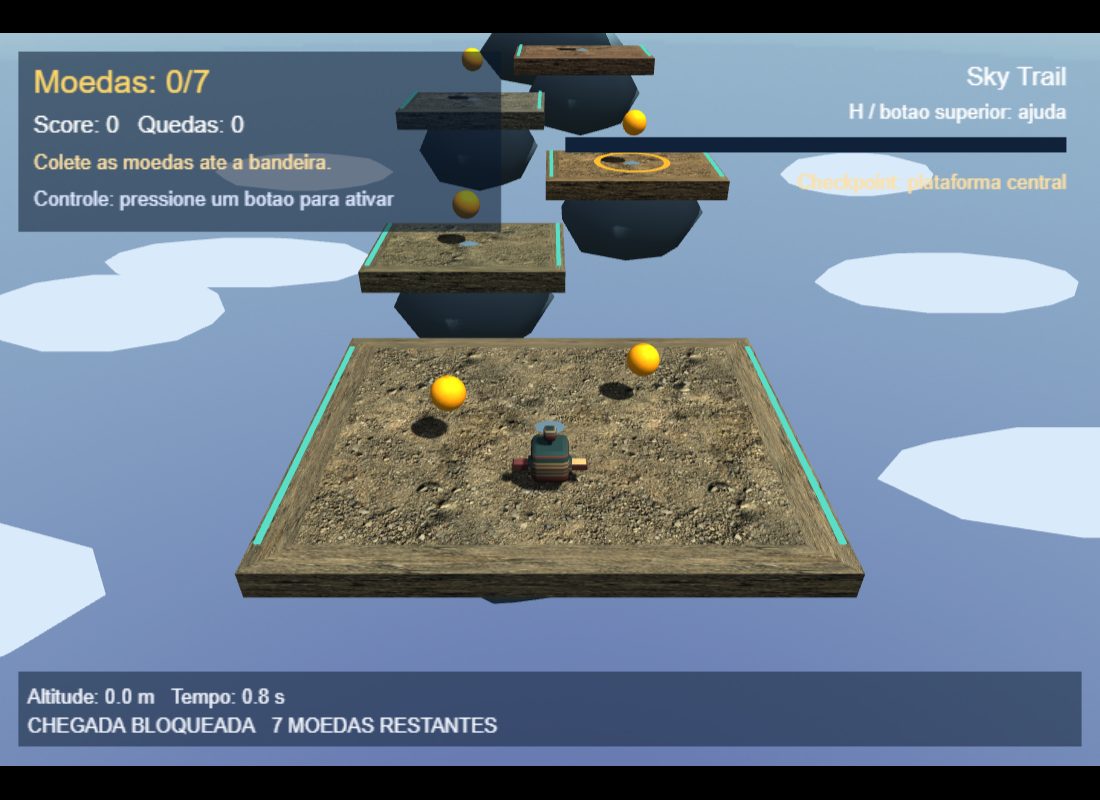 Moedas: 0/7
Score: 0   Quedas: 0
Colete as moedas ate a bandeira.
Controle: pressione um botao para ativar
Sky Trail
H / botao superior: ajuda
Checkpoint: plataforma central
Altitude: 0.0 m   Tempo: 0.8 s
CHEGADA BLOQUEADA   7 MOEDAS RESTANTES